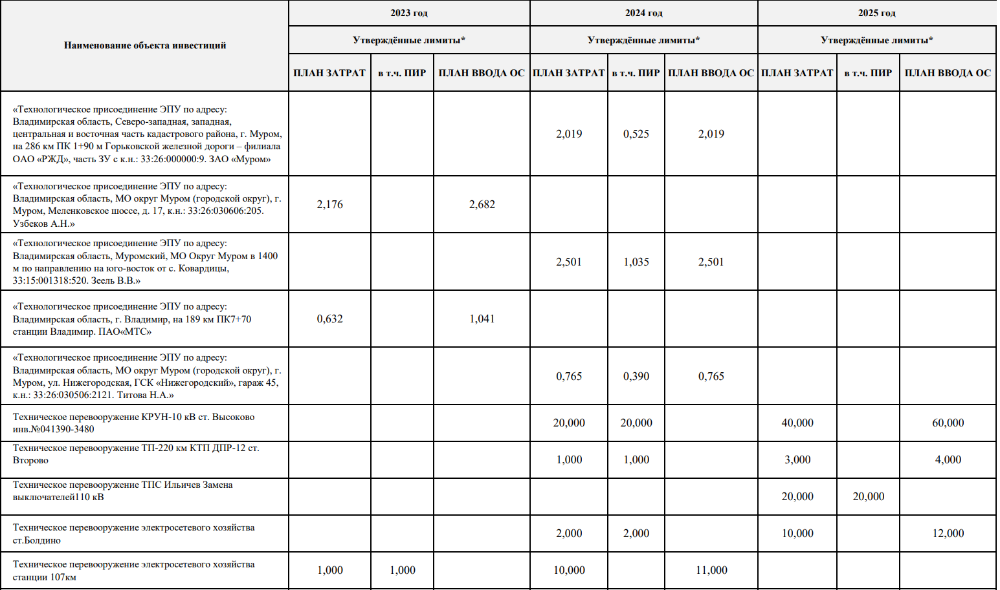 Наименование объекта инвестиций
2023 год
2024 год
2025 год
Утверждённые лимиты*
Утверждённые лимиты*
Утверждённые лимиты*
ПЛАН ЗАТРАТ
в т.ч. ПИР
ПЛАН ВВОДА ОС
ПЛАН ЗАТРАТ
в т.ч. ПИР
ПЛАН ВВОДА ОС
ПЛАН ЗАТРАТ
в т.ч. ПИР
ПЛАН ВВОДА ОС
«Технологическое присоединение ЭПУ по адресу:
Владимирская область, Северо-западная, западная,
центральная и восточная часть кадастрового района, г. Муром,
на 286 км ПК 1+90 м Горьковской железной дороги – филиала
ОАО «РЖД», часть ЗУ с к.н.: 33:26:000000:9. ЗАО «Муром»
2,019
0,525
2,019
«Технологическое присоединение ЭПУ по адресу:
Владимирская область, МО округ Муром (городской округ), г.
Муром, Меленковское шоссе, д. 17, к.н.: 33:26:030606:205.
Узбеков А.Н.»
2,176
2,682
«Технологическое присоединение ЭПУ по адресу:
Владимирская область, Муромский, МО Округ Муром в 1400
м по направлению на юго-восток от с. Ковардицы,
33:15:001318:520. Зеель В.В.»
2,501
1,035
2,501
«Технологическое присоединение ЭПУ по адресу:
Владимирская область, г. Владимир, на 189 км ПК7+70
станции Владимир. ПАО«МТС»
0,632
1,041
«Технологическое присоединение ЭПУ по адресу:
Владимирская область, МО округ Муром (городской округ), г.
Муром, ул. Нижегородская, ГСК «Нижегородский», гараж 45,
к.н.: 33:26:030506:2121. Титова Н.А.»
0,765
0,390
0,765
Техническое перевооружение КРУН-10 кВ ст. Высоково
инв.№041390-3480
20,000
20,000
40,000
60,000
Техническое перевооружение ТП-220 км КТП ДПР-12 ст.
Второво
1,000
1,000
3,000
4,000
Техническое перевооружение ТПС Ильичев Замена
выключателей110 кВ
20,000
20,000
Техническое перевооружение электросетевого хозяйства
ст.Болдино
2,000
2,000
10,000
12,000
Техническое перевооружение электросетевого хозяйства
станции 107км
1,000
1,000
10,000
11,000